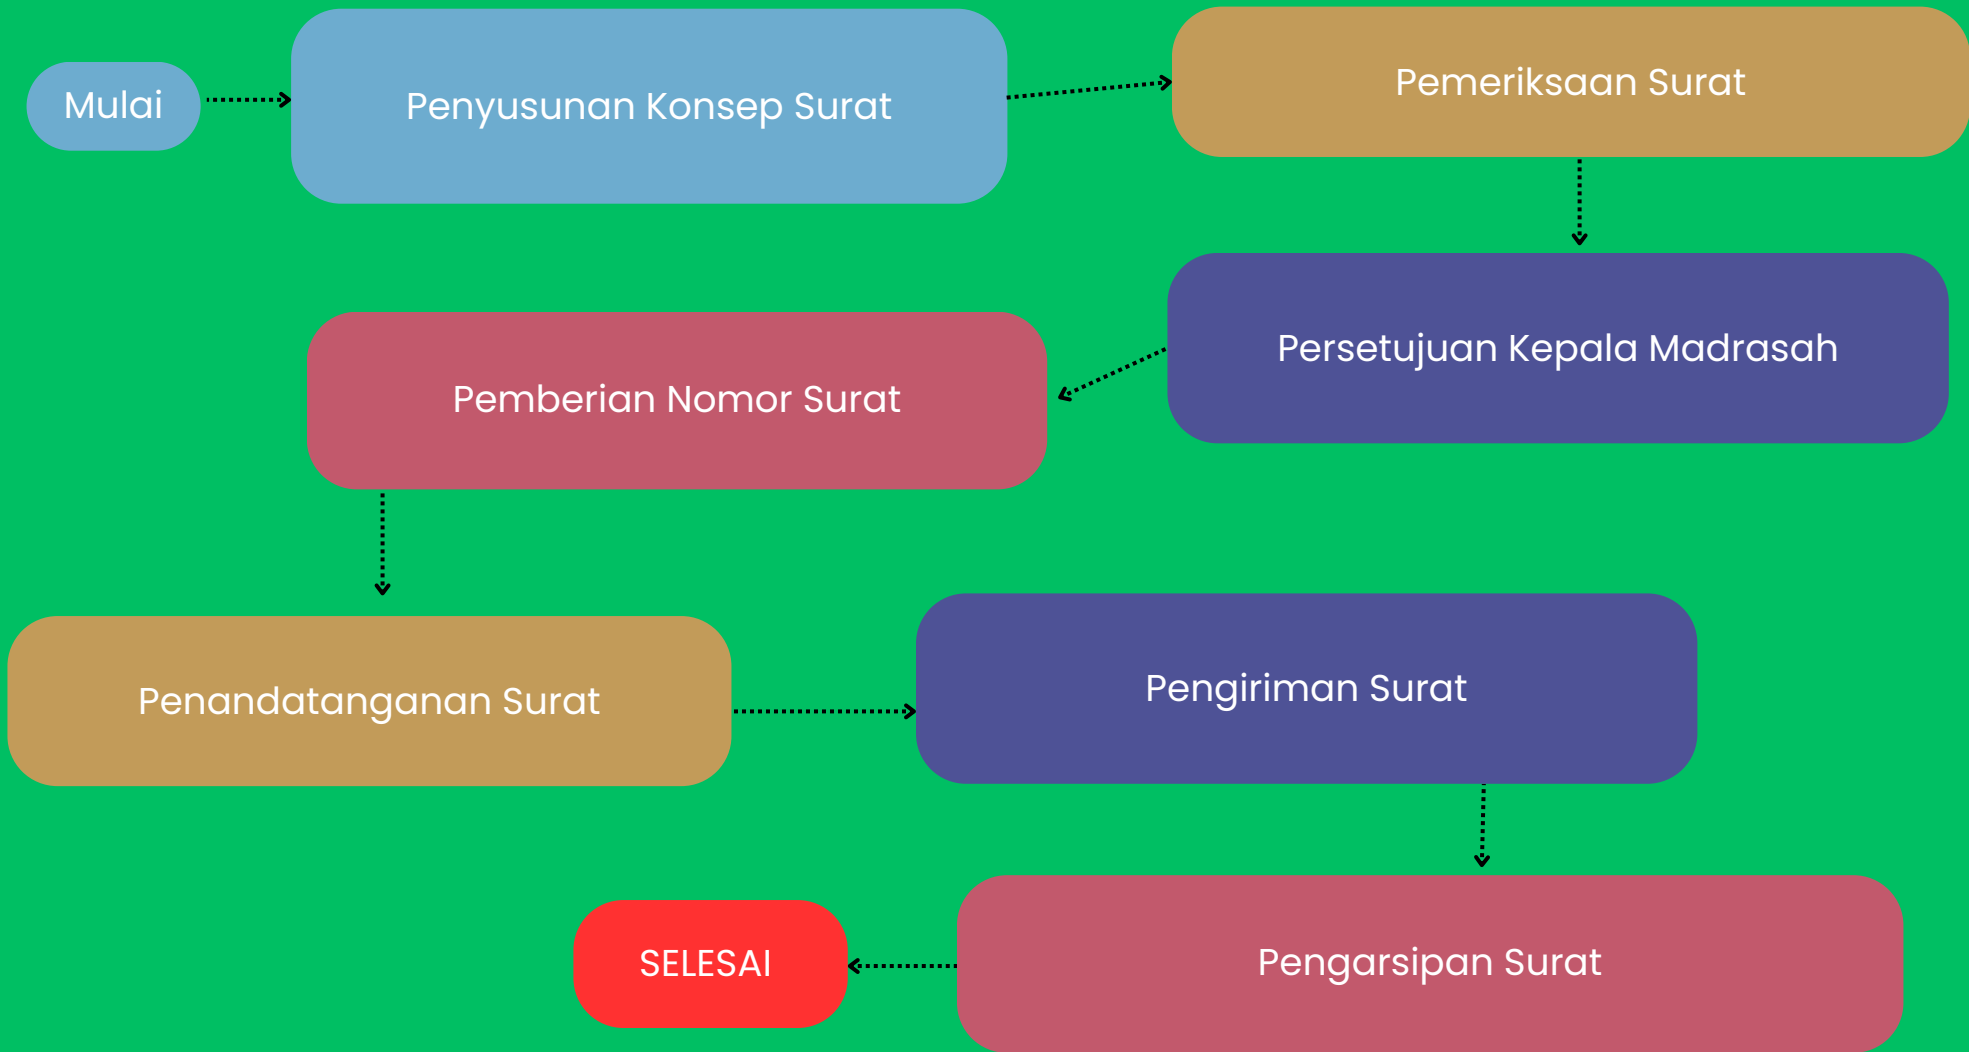 Mulai
Penyusunan Konsep Surat
Pemeriksaan Surat
Persetujuan Kepala Madrasah
Pemberian Nomor Surat
Penandatanganan Surat
Pengiriman Surat
Pengarsipan Surat
SELESAI